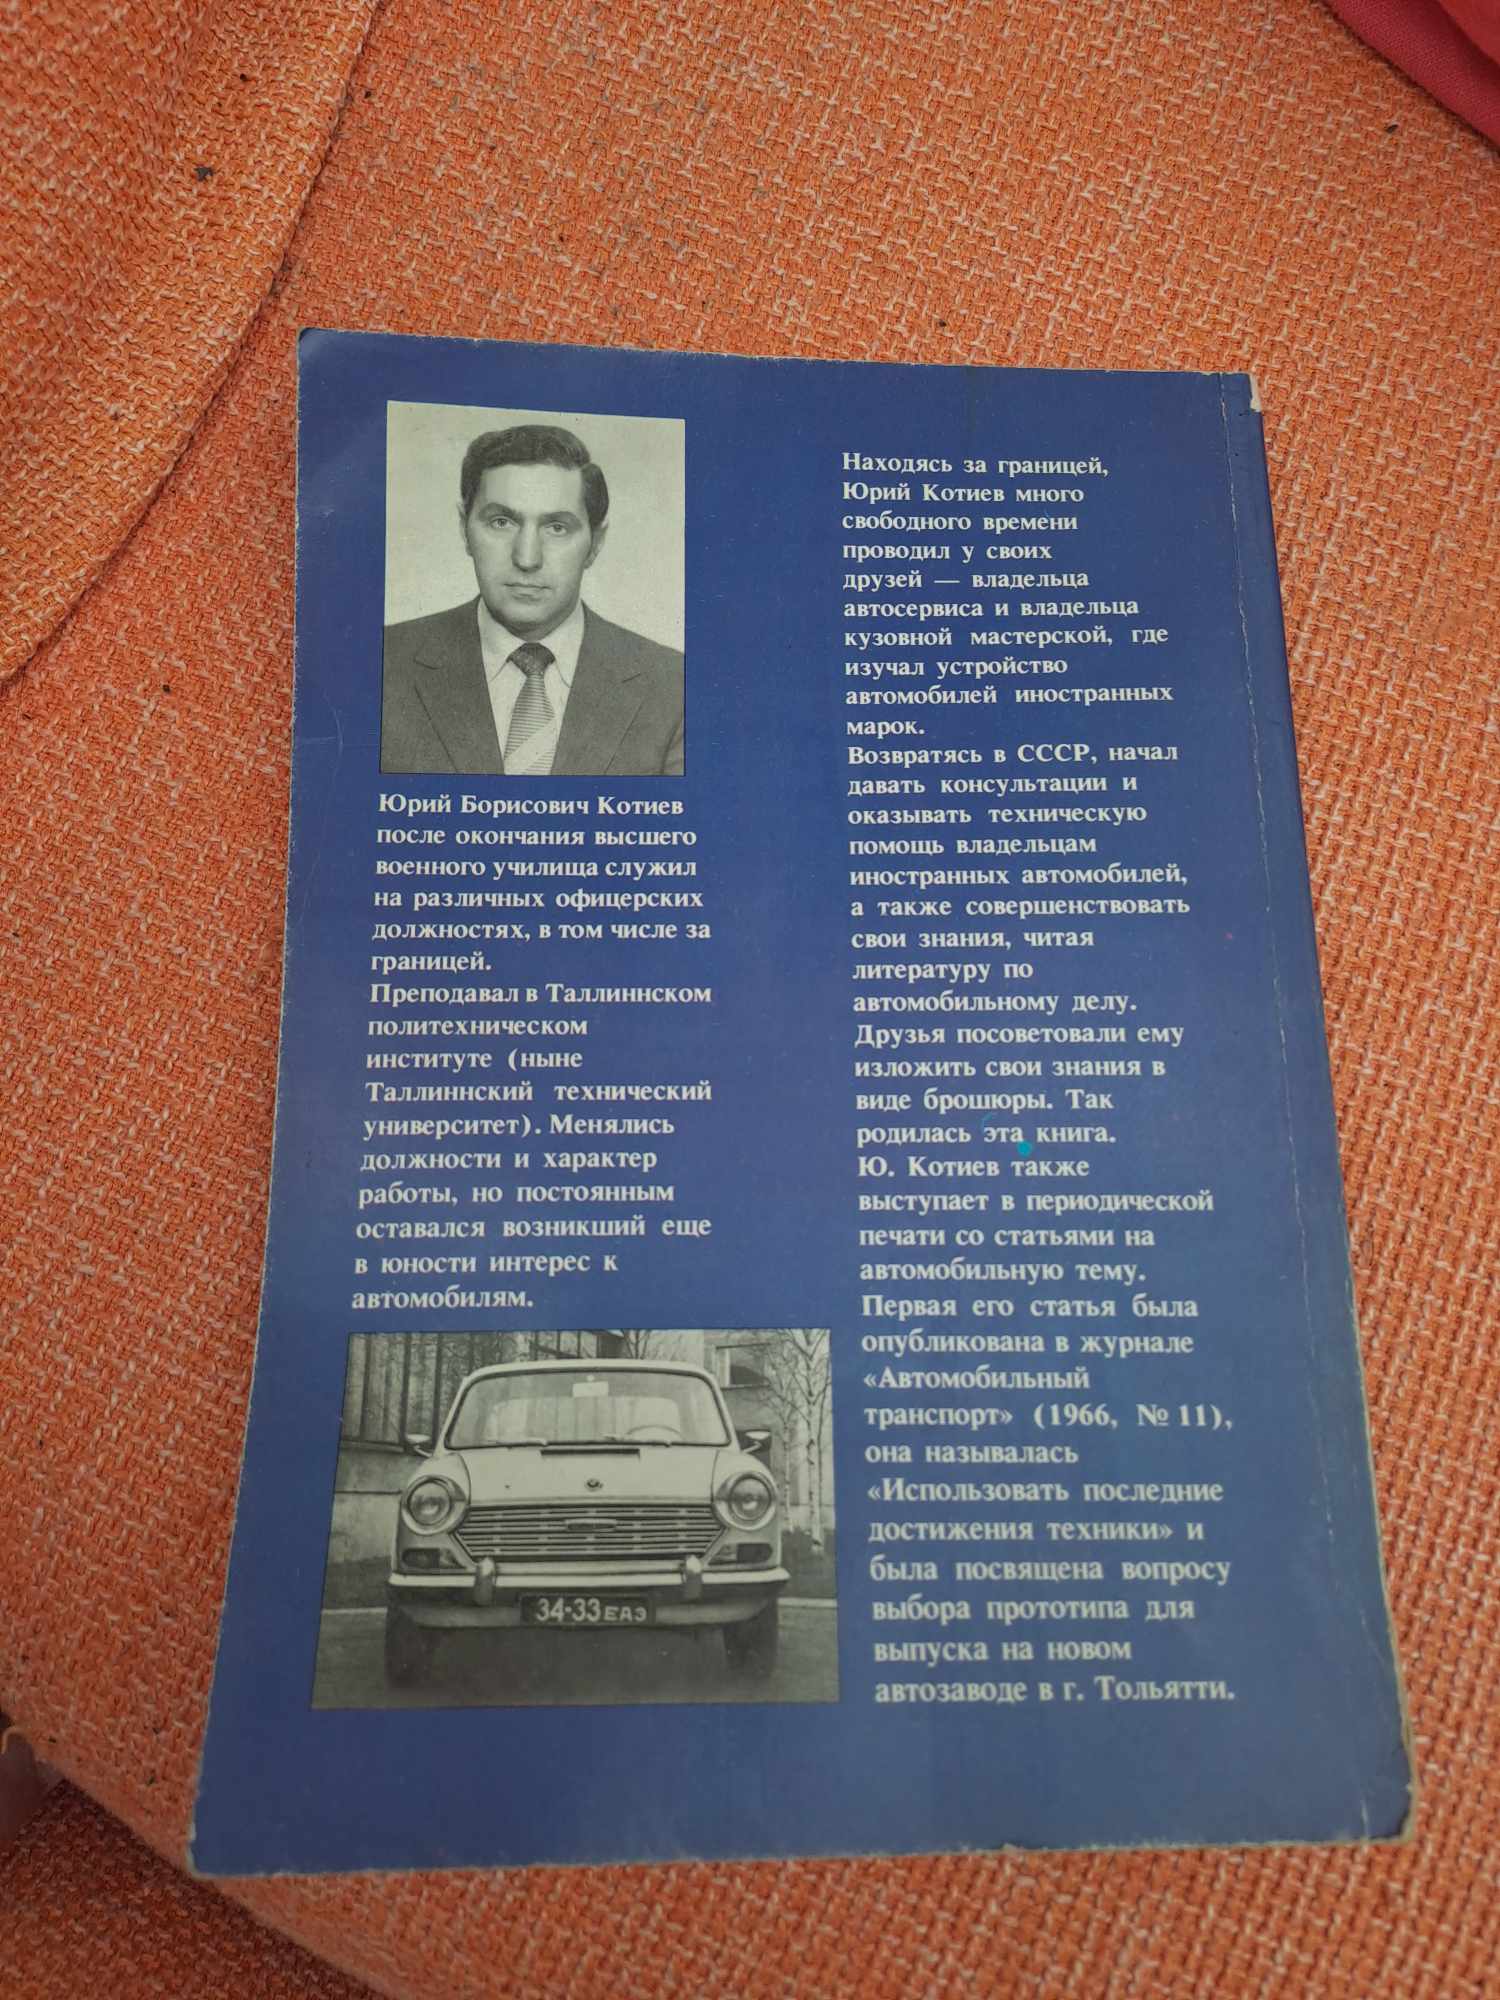 Юрий Борисович Котиев
после окончания высшего
военного училища служил
на различных офицерских
должностях, в том числе за
границей.
Преподавал в Таллиннском
политехническом
институте (ныне
Таллиннский технический
университет). Менялись
должности и характер
работы, но постоянным
оставался возникший еще
в юности интерес к
автомобилям.
34-33 ЕАЭ
Находясь за границей,
Юрий Котиев много
свободного времени
проводил у своих
друзей — владельца
автосервиса и владельца
кузовной мастерской, где
изучал устройство
автомобилей иностранных
марок.
Возвратясь в СССР, начал
давать консультации и
оказывать техническую
помощь владельцам
иностранных автомобилей,
а также совершенствовать
свои знания, читая
литературу по
автомобильному делу.
Друзья посоветовали ему
изложить свои знания в
виде брошюры. Так
родилась эта книга.
Ю. Котиев также
выступает в периодической
печати со статьями на
автомобильную тему.
Первая его статья была
опубликована в журнале
«Автомобильный
транспорт» (1966, № 11),
она называлась
«Использовать последние
достижения техники» и
была посвящена вопросу
выбора прототипа для
выпуска на новом
автозаводе в г. Тольятти.